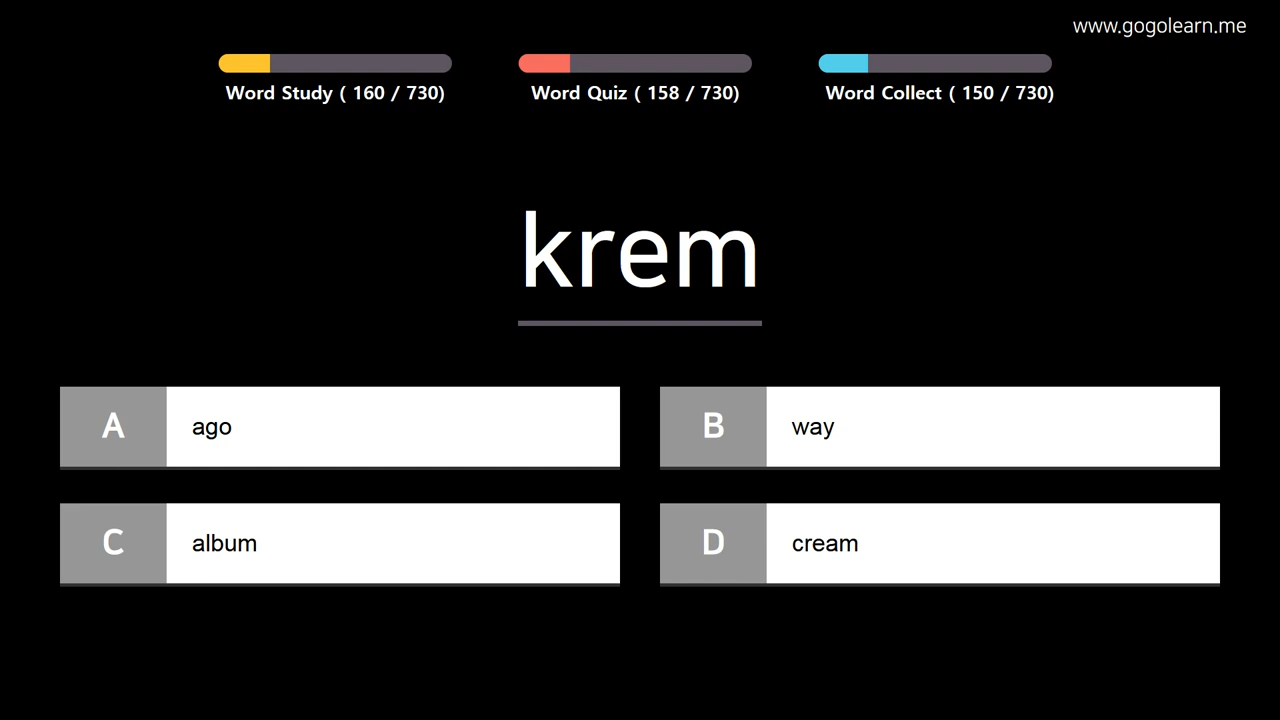 www.gogolearn.me
Word Study ( 160 / 730)
Word Quiz ( 158 / 730)
Word Collect ( 150 / 730)
krem
A ago
B way
C album
D cream